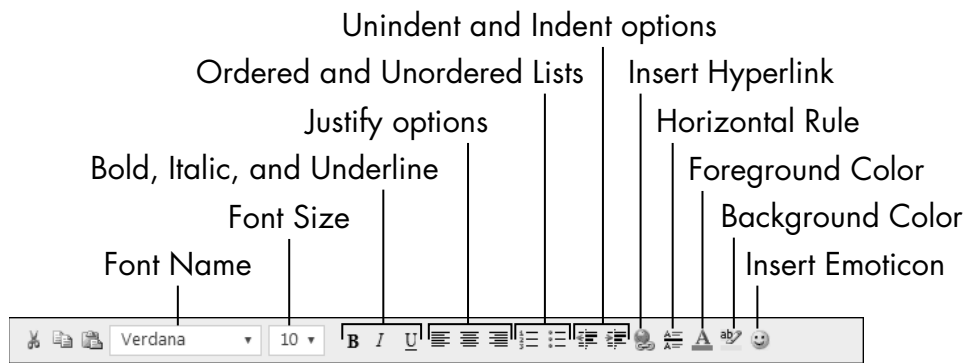 Unindent and Indent options
Ordered and Unordered Lists
Insert Hyperlink
Justify options
Horizontal Rule
Bold, Italic, and Underline
Foreground Color
Font Size
Background Color
Font Name
Insert Emoticon
Verdana 10 B I U A ab